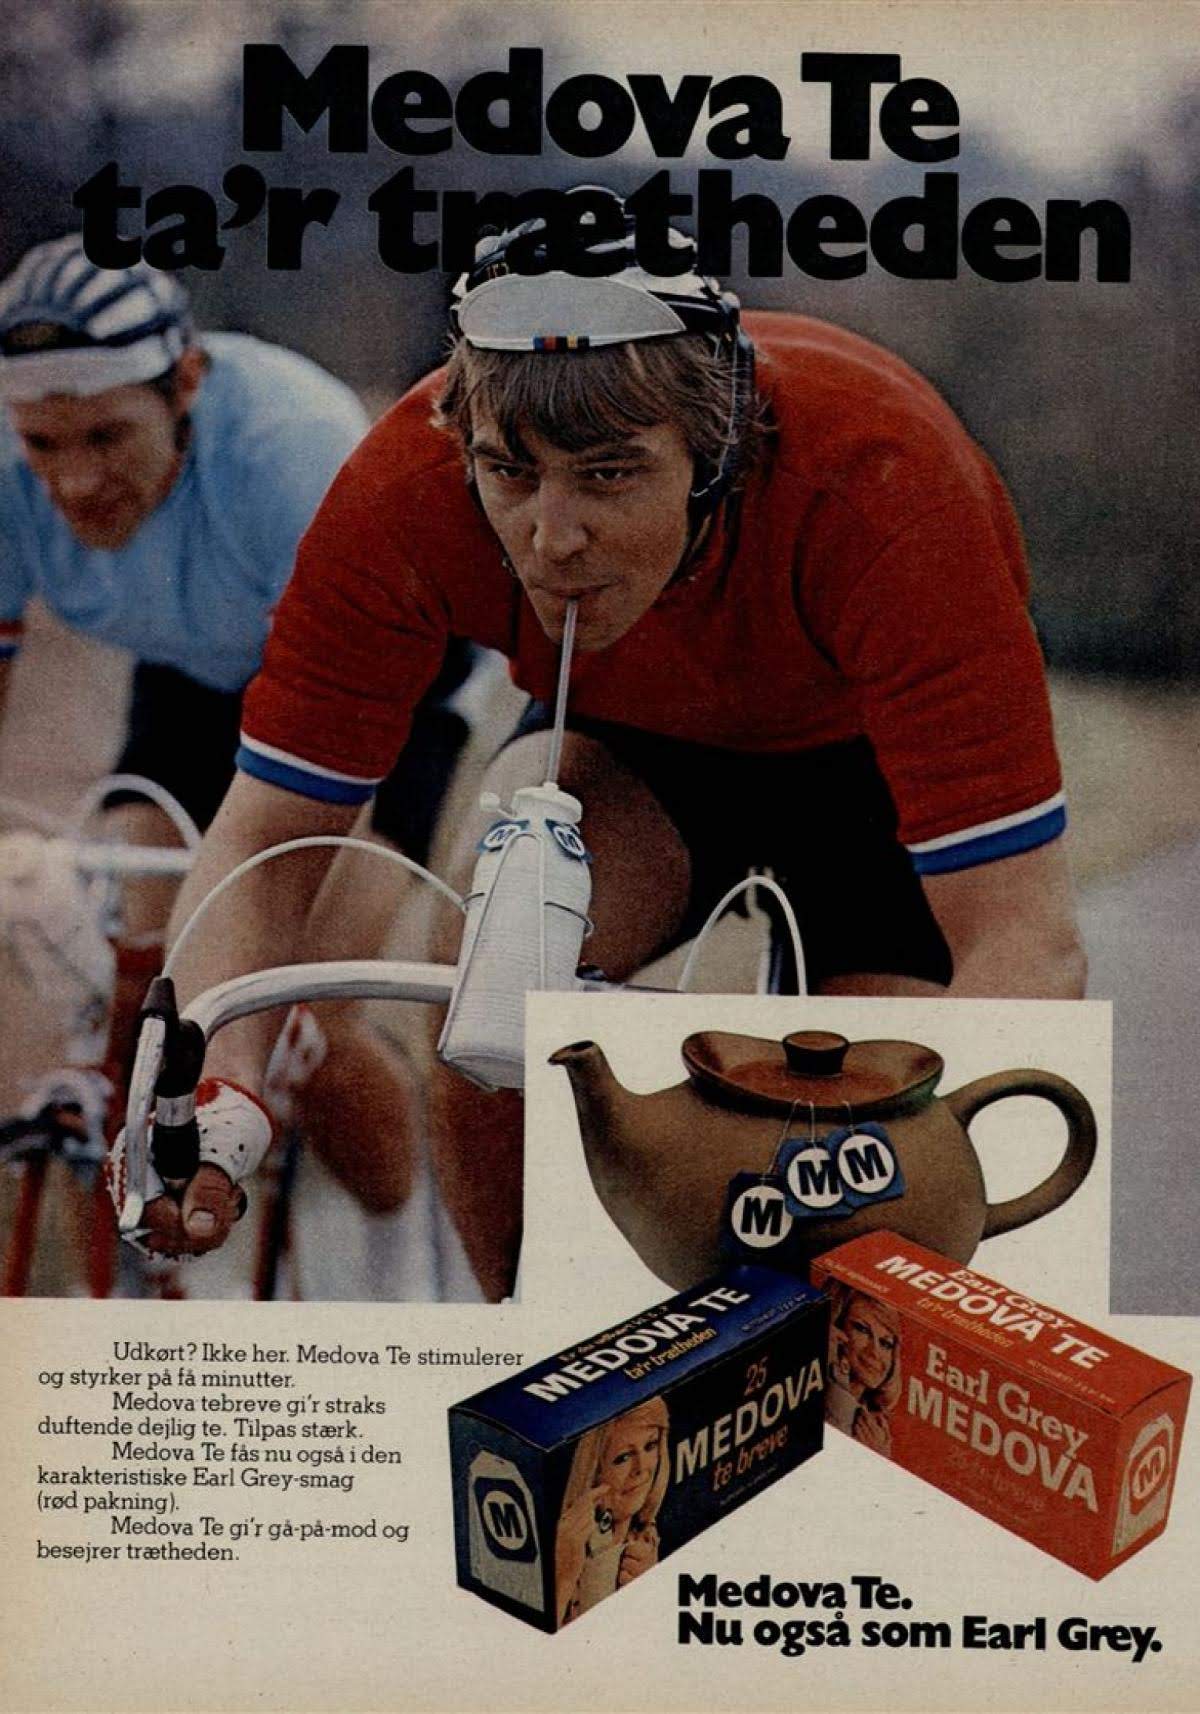 Medova Te
ta'r trætheden
M
M
M
M
M
Udkørt? Ikke her. Medova Te stimulerer
og styrker på få minutter.
Medova tebreve gi'r straks
duftende dejlig te. Tilpas stærk.
Medova Te fås nu også i den
karakteristiske Earl Grey-smag
(rød pakning).
Medova Te gi'r gå-på-mod og
besejrer trætheden.
MEDOVA TE
ta'r trætheden
25
MEDOVA
te breve
M
Earl Grey
MEDOVA TE
ta'r trætheden
Earl Grey
MEDOVA
25 te breve
M
Medova Te.
Nu også som Earl Grey.